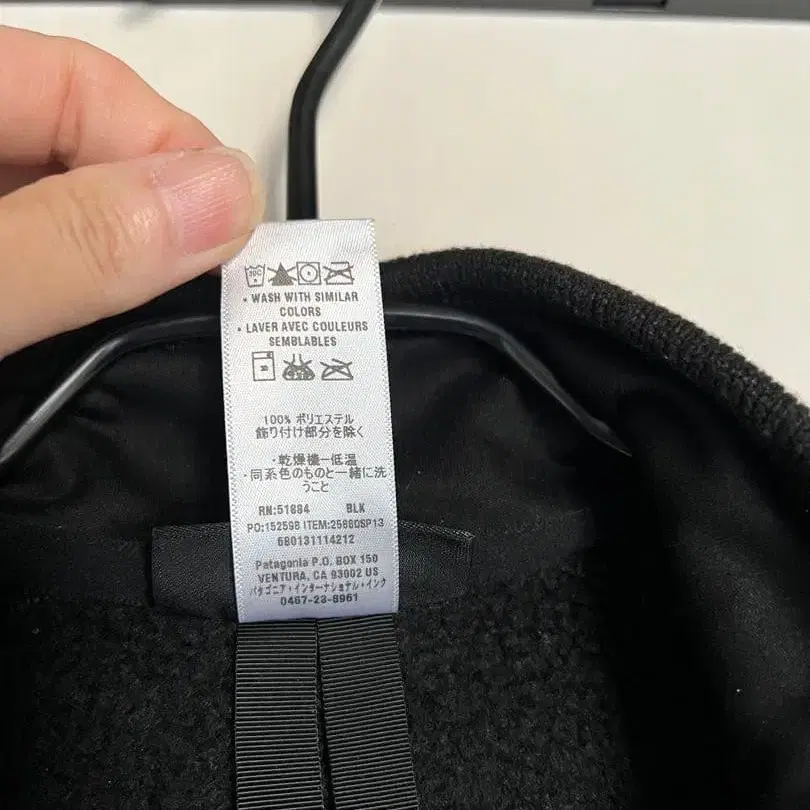 30C
• WASH WITH SIMILAR
COLORS
• LAVER AVEC COULEURS
SEMBLABLES
100% ポリエステル
飾り付け部分を除く
・乾燥機ー低温
・同系色のものと一緒に洗
うこと
RN:51884 BLK
PO:152598 ITEM:25880SP13
680131114212
Patagonia P.O. BOX 150
VENTURA, CA 93002 US
パタゴニア・インターナショナル・インク
0467-23-8961